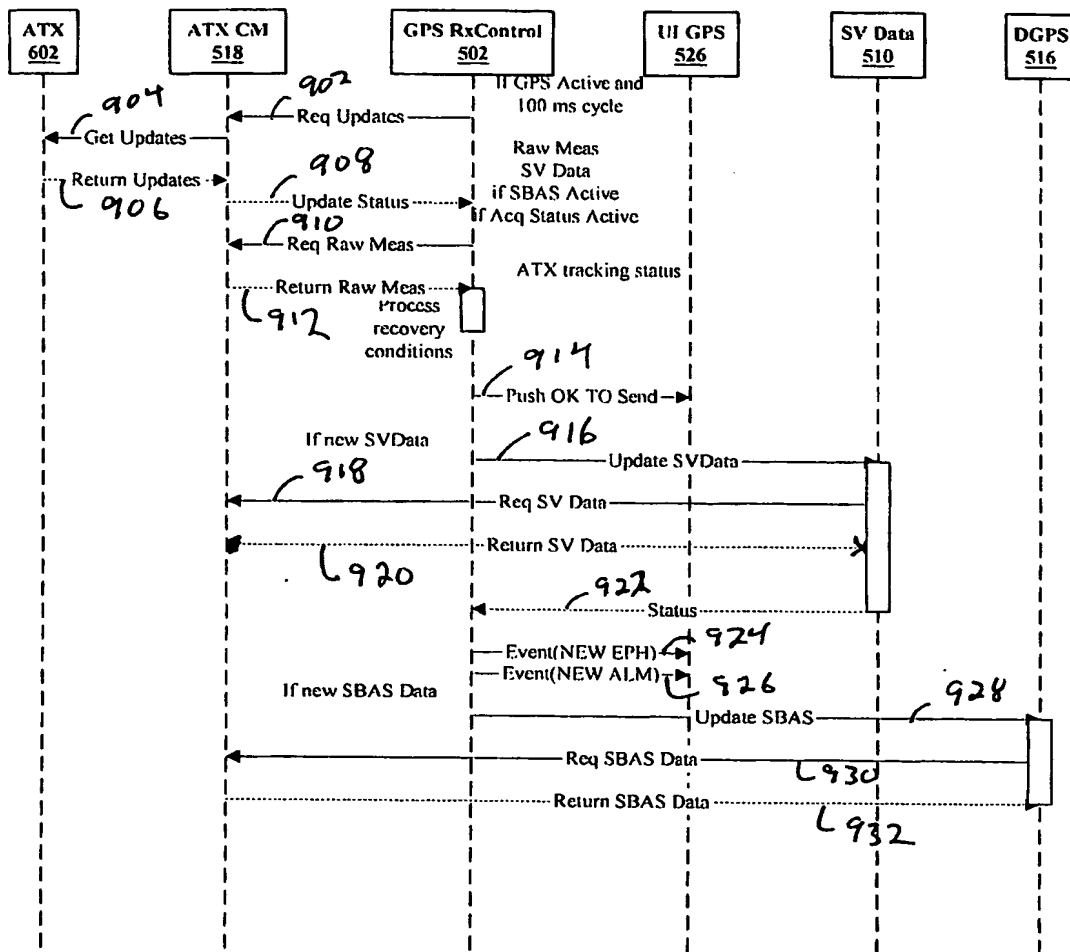 ATX
602
ATX CM
518
GPS RxControl
502
UI GPS
526
SV Data
510
DGPS
516
If GPS Active and
100 ms cycle
902
Req Updates
904
Get Updates
Return Updates
906
Raw Meas
SV Data
if SBAS Active
if Acq Status Active
908
Update Status
910
Req Raw Meas
ATX tracking status
Return Raw Meas
912
Process
recovery
conditions
914
Push OK TO Send
If new SVData
916
Update SVData
918
Req SV Data
Return SV Data
920
922
Status
Event(NEW EPH)
924
Event(NEW ALM)
926
If new SBAS Data
928
Update SBAS
Req SBAS Data
930
Return SBAS Data
932